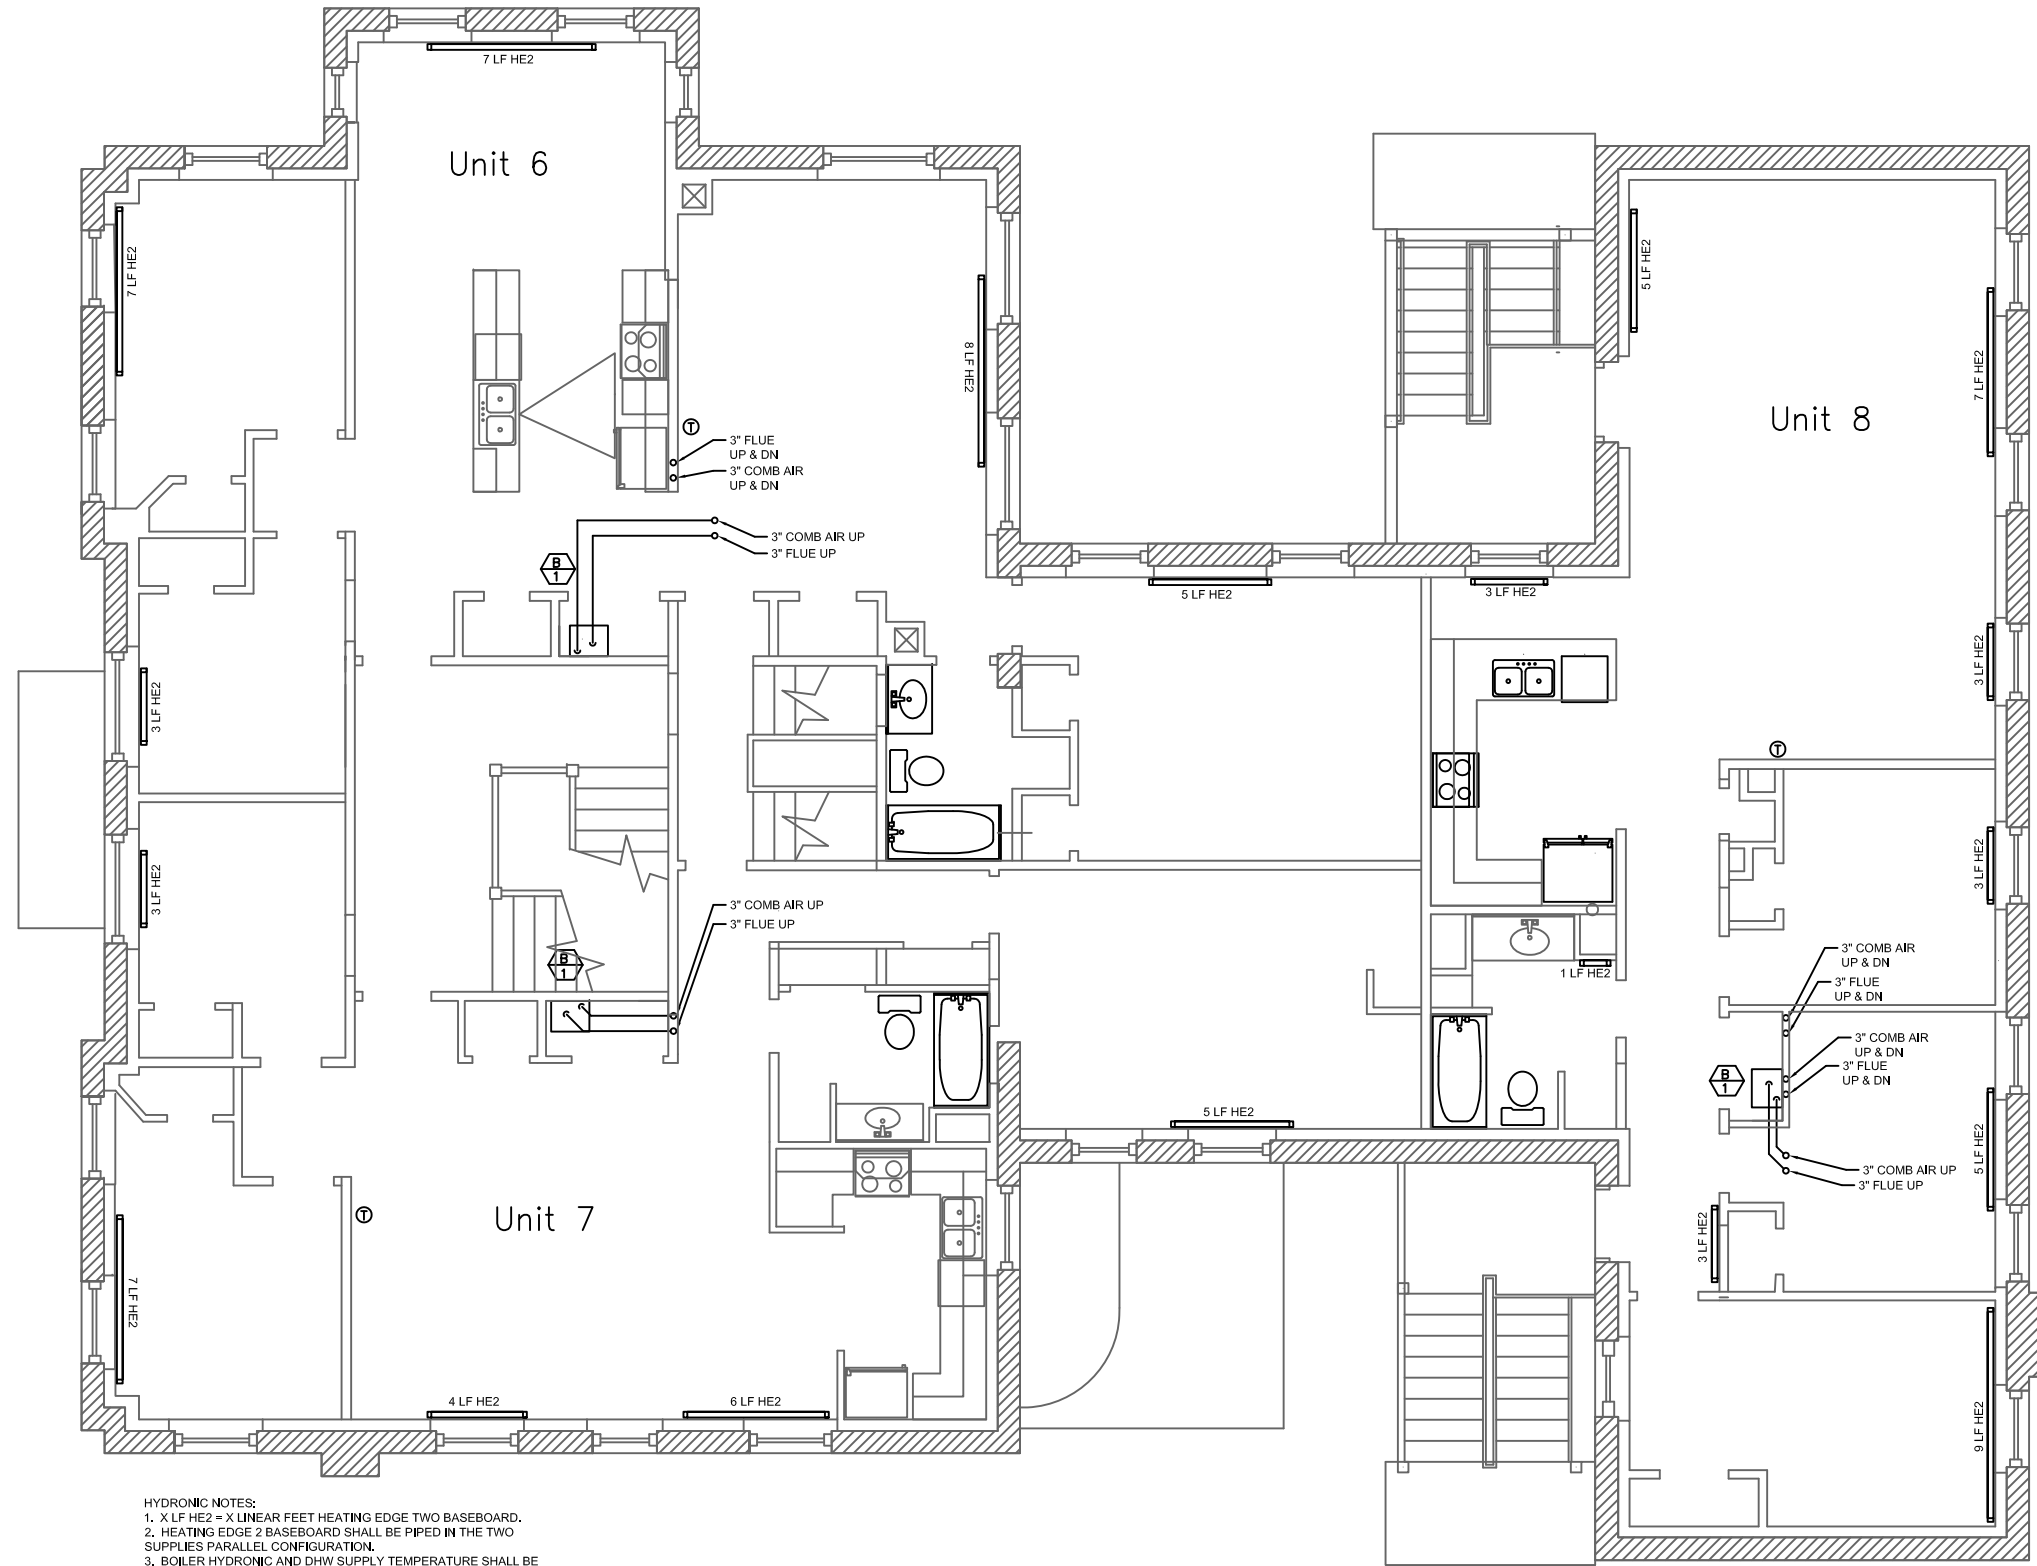 7 LF HE2
Unit 6
7 LF HE2
5 LF HE2
8 LF HE2
7 LF HE2
Unit 8
T
3" FLUE
UP & DN
3" COMB AIR
UP & DN
3" COMB AIR UP
3" FLUE UP
B
1
5 LF HE2
3 LF HE2
3 LF HE2
3 LF HE2
T
3 LF HE2
3 LF HE2
3" COMB AIR UP
3" FLUE UP
B
1
1 LF HE2
3" COMB AIR
UP & DN
3" FLUE
UP & DN
3" COMB AIR
UP & DN
3" FLUE
UP & DN
B
1
5 LF HE2
5 LF HE2
3" COMB AIR UP
3" FLUE UP
T
Unit 7
3 LF HE2
7 LF HE2
4 LF HE2
6 LF HE2
9 LF HE2
HYDRONIC NOTES:
1. X LF HE2 = X LINEAR FEET HEATING EDGE TWO BASEBOARD.
2. HEATING EDGE 2 BASEBOARD SHALL BE PIPED IN THE TWO
SUPPLIES PARALLEL CONFIGURATION.
3. BOILER HYDRONIC AND DHW SUPPLY TEMPERATURE SHALL BE